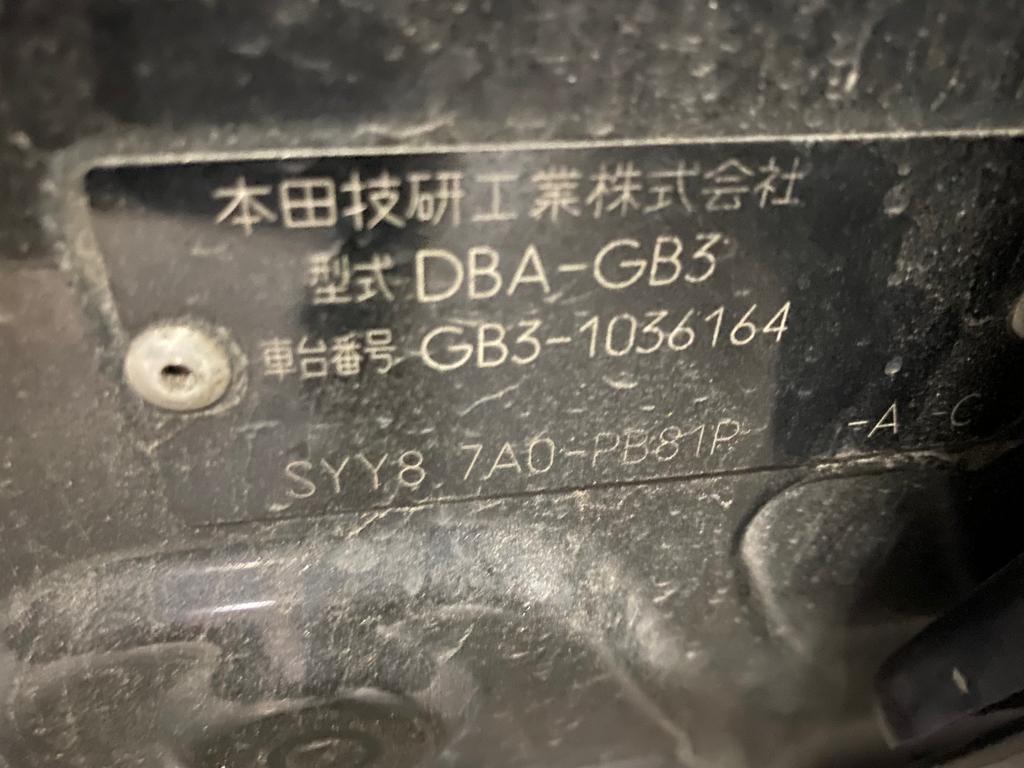 本田技研工業株式会社
型式 DBA-GB3
車台番号 GB3-1036164
SYY8 7A0-PB81P -A -C